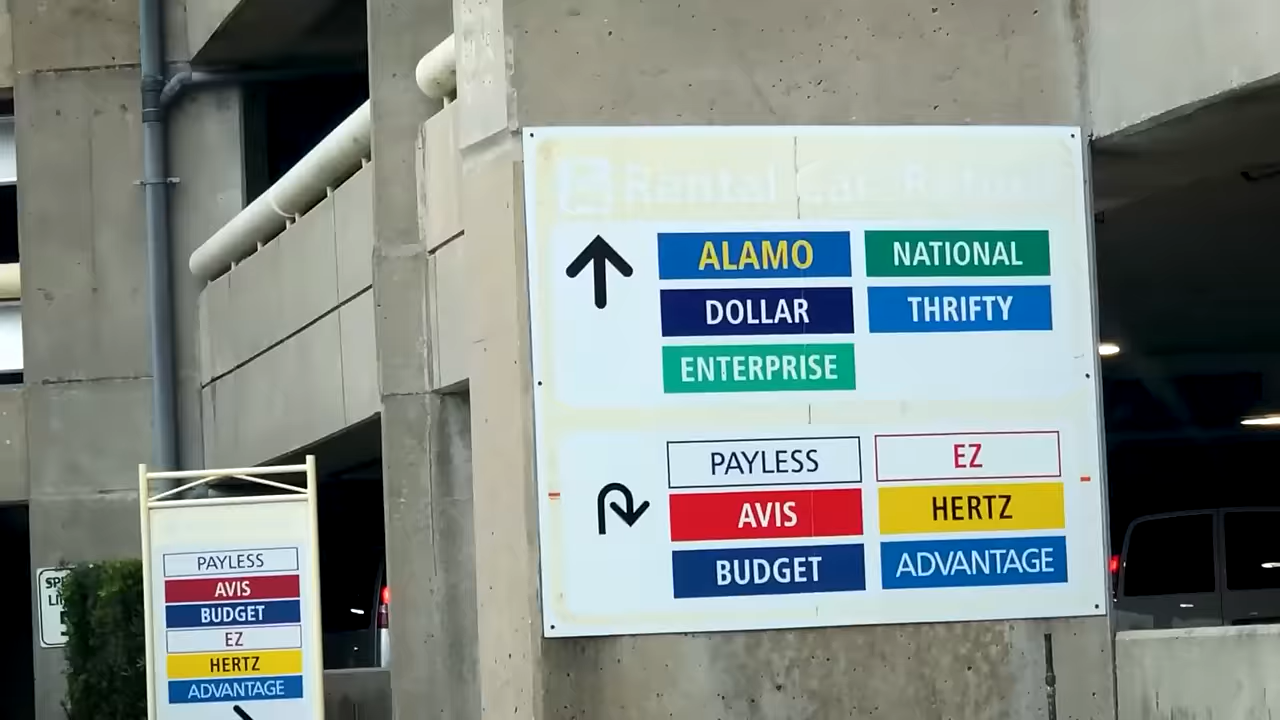 Rental Car Return
ALAMO NATIONAL
DOLLAR THRIFTY
ENTERPRISE
PAYLESS EZ
AVIS HERTZ
BUDGET ADVANTAGE
PAYLESS
AVIS
BUDGET
EZ
HERTZ
ADVANTAGE